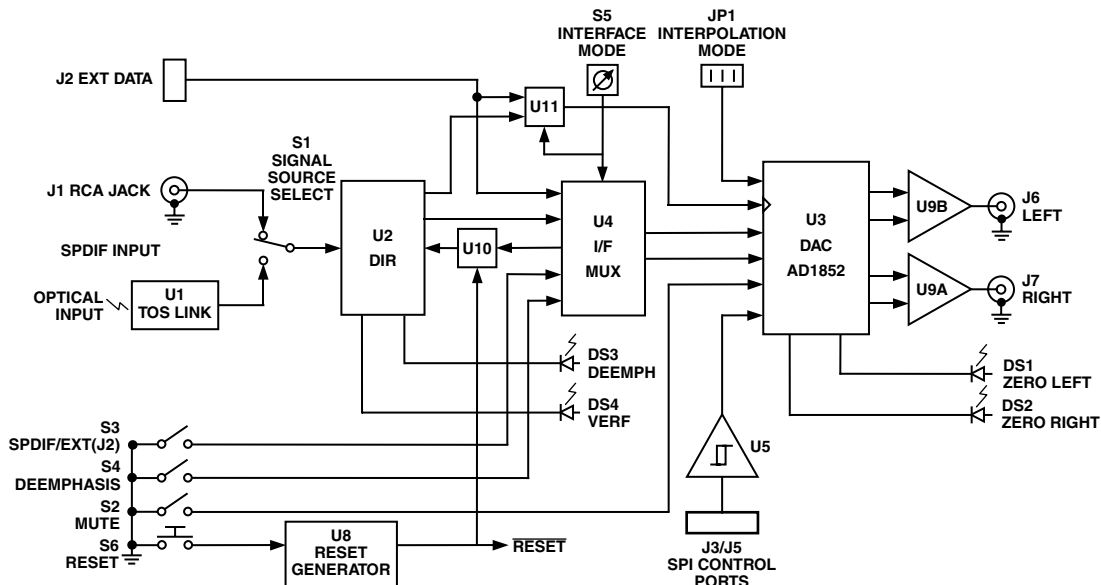 S5
INTERFACE
MODE
JP1
INTERPOLATION
MODE
J2 EXT DATA
U11
S1
SIGNAL
SOURCE
SELECT
J1 RCA JACK
SPDIF INPUT
OPTICAL
INPUT
U1
TOS LINK
U2
DIR
U10
U4
I/F
MUX
U3
DAC
AD1852
U9B
J6
LEFT
U9A
J7
RIGHT
DS3
DEEMPH
DS4
VERF
DS1
ZERO LEFT
DS2
ZERO RIGHT
S3
SPDIF/EXT(J2)
S4
DEEMPHASIS
S2
MUTE
S6
RESET
U8
RESET
GENERATOR
RESET
U5
J3/J5
SPI CONTROL
PORTS